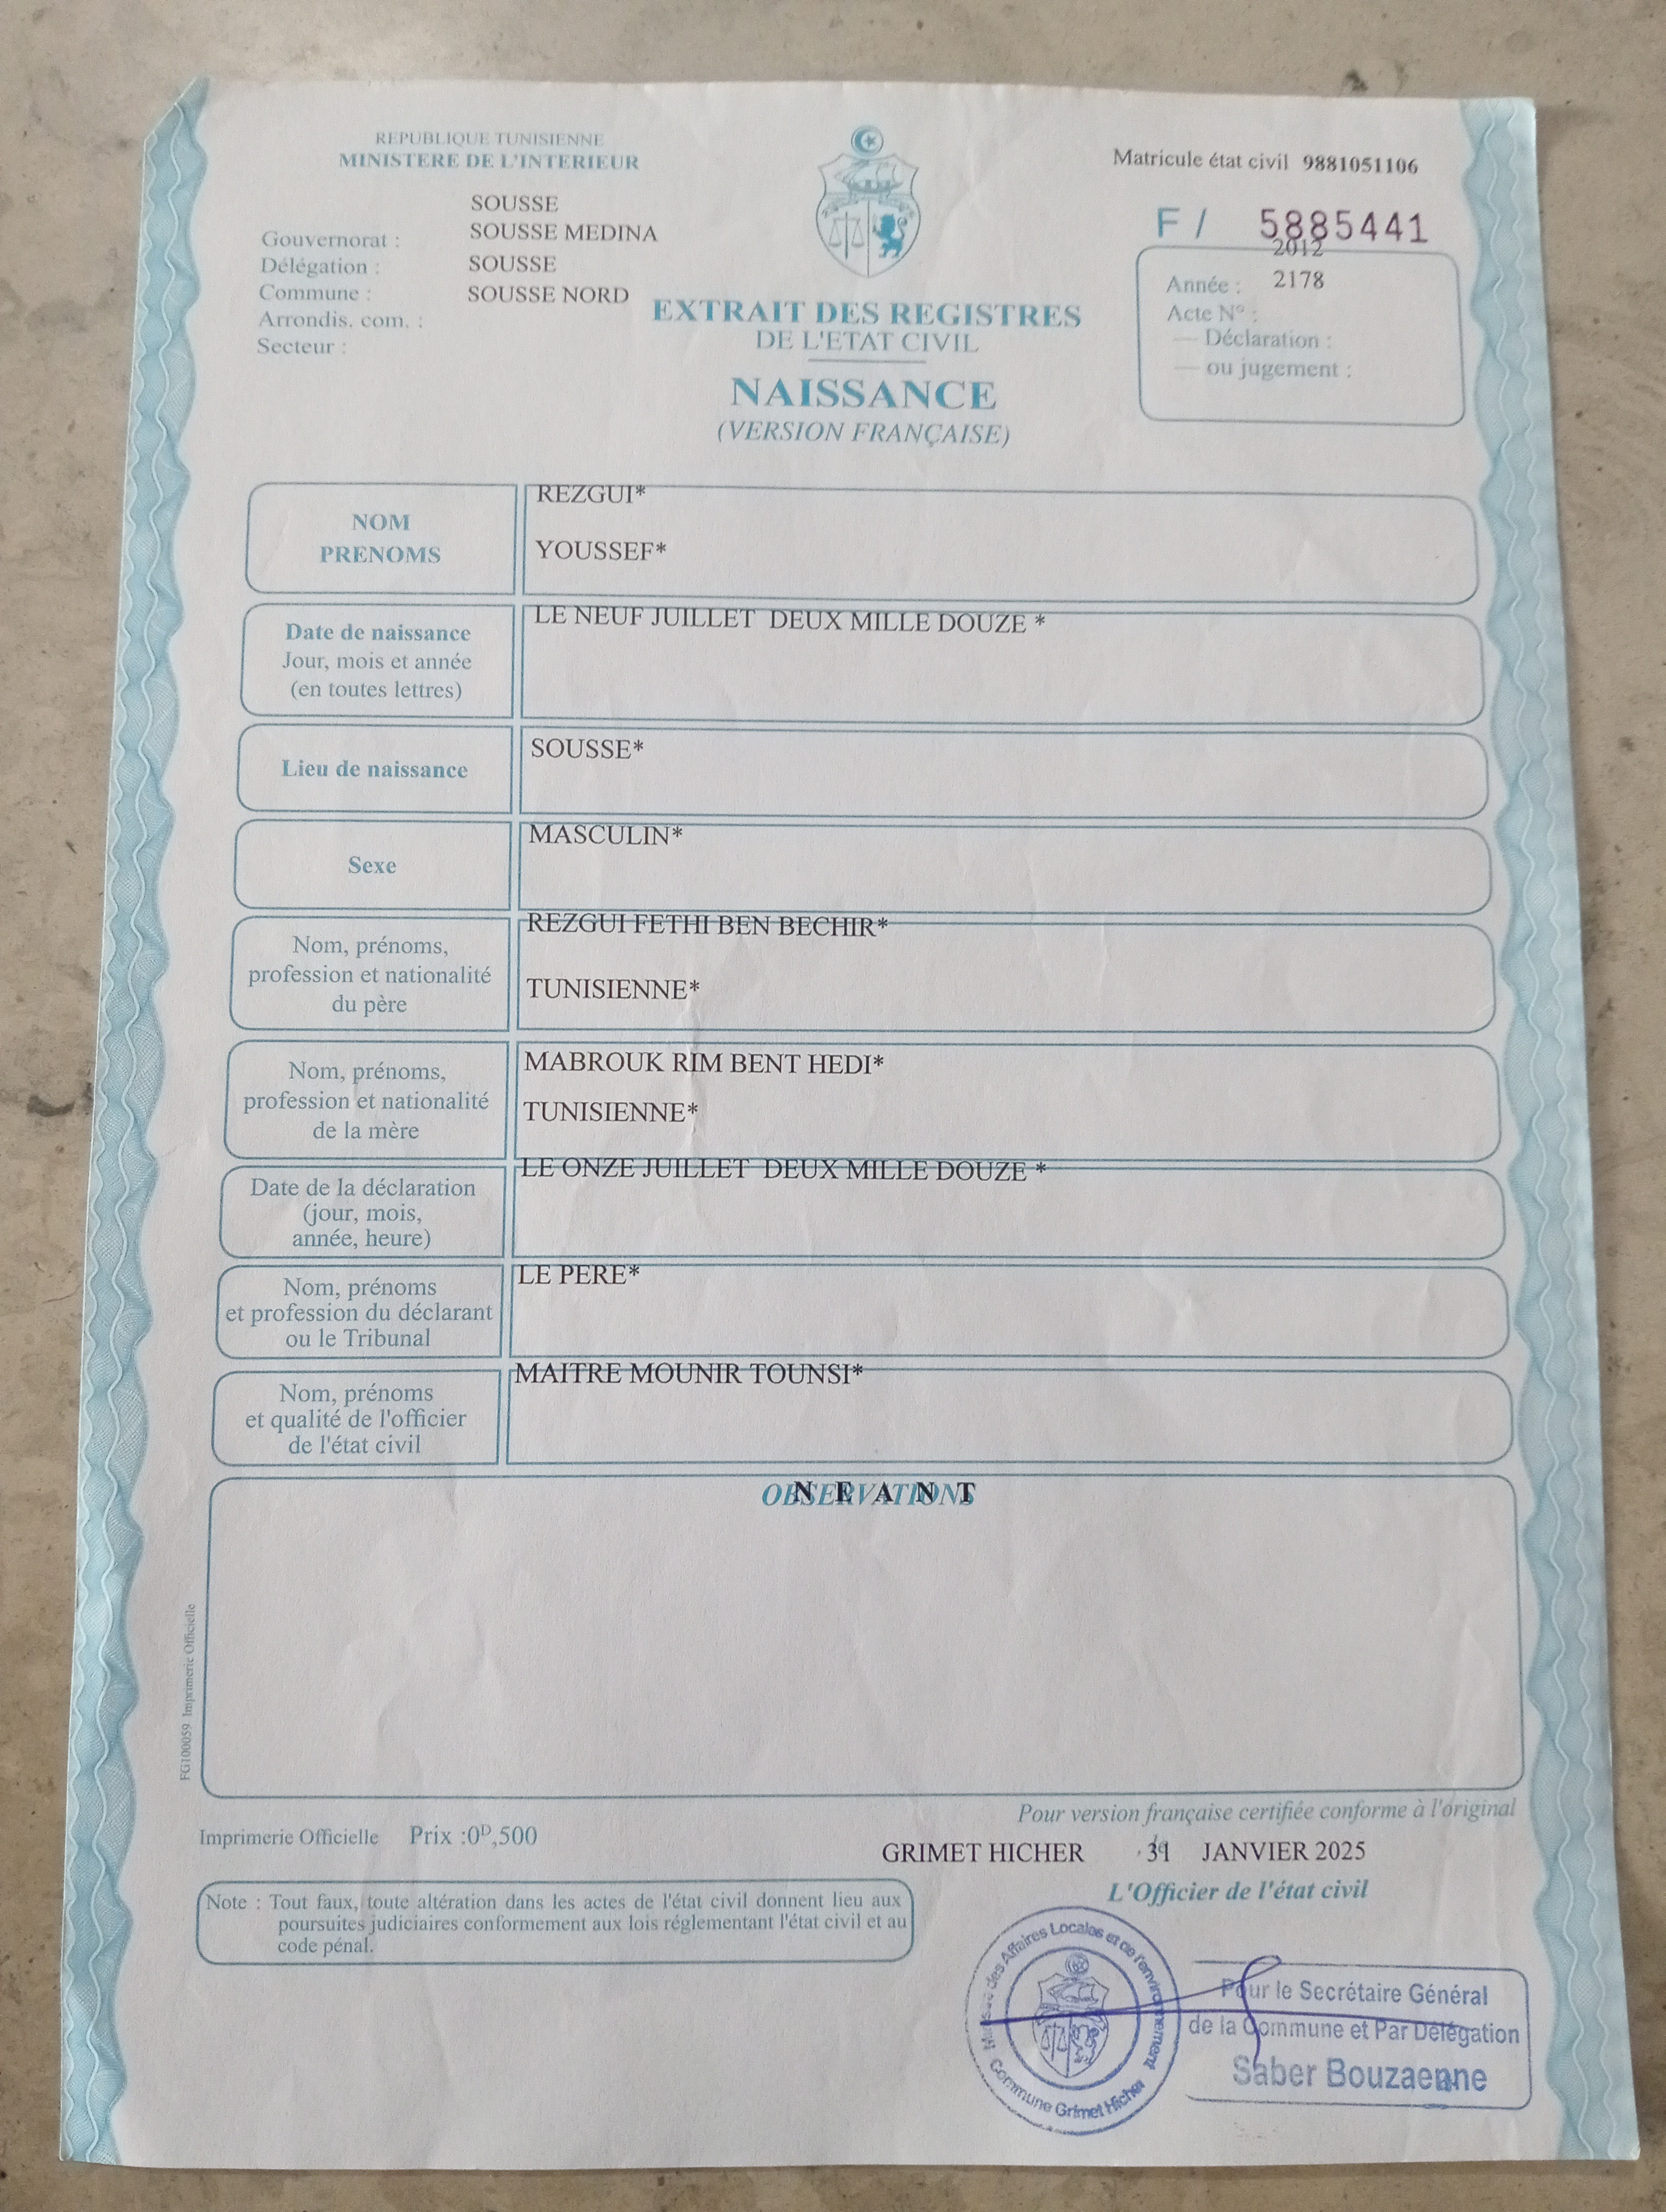 REPUBLIQUE TUNISIENNE
MINISTERE DE L'INTERIEUR
SOUSSE
Gouvernorat :
SOUSSE MEDINA
Délégation :
SOUSSE
Commune :
SOUSSE NORD
Arrondis. com. :
Secteur :
Matricule état civil 9881051106
F / 5885441
2012
Année : 2178
Acte N° :
— Déclaration :
— ou jugement :
EXTRAIT DES REGISTRES
DE L'ETAT CIVIL
NAISSANCE
(VERSION FRANÇAISE)
NOM
PRENOMS
REZGUI*
YOUSSEF*
Date de naissance
Jour, mois et année
(en toutes lettres)
LE NEUF JUILLET DEUX MILLE DOUZE *
Lieu de naissance
SOUSSE*
Sexe
MASCULIN*
Nom, prénoms,
profession et nationalité
du père
REZGUI FETHI BEN BECHIR*
TUNISIENNE*
Nom, prénoms,
profession et nationalité
de la mère
MABROUK RIM BENT HEDI*
TUNISIENNE*
Date de la déclaration
(jour, mois,
année, heure)
LE ONZE JUILLET DEUX MILLE DOUZE *
Nom, prénoms
et profession du déclarant
ou le Tribunal
LE PERE*
Nom, prénoms
et qualité de l'officier
de l'état civil
MAITRE MOUNIR TOUNSI*
OBSERVATIONS
N E A N T
FG100059 Imprimerie Officielle
Pour version française certifiée conforme à l'original
Imprimerie Officielle Prix :0D,500
GRIMET HICHER JANVIER 2025
L'Officier de l'état civil
Note : Tout faux, toute altération dans les actes de l'état civil donnent lieu aux
poursuites judiciaires conformement aux lois réglementant l'état civil et au
code pénal.
des Affaires Locales et de l'environnement
Commune Grimet Hicher
Pour le Secrétaire Général
de la Commune et Par Délégation
Saber Bouzaenne